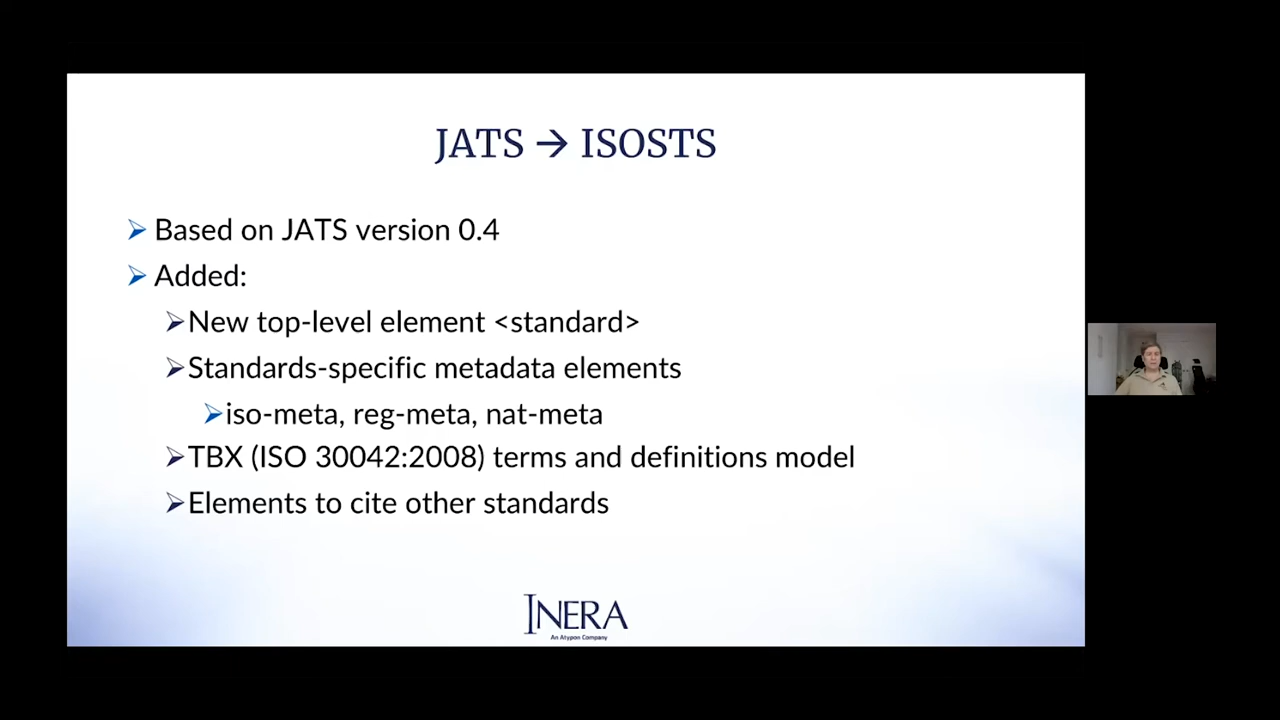 JATS → ISOSTS
➢ Based on JATS version 0.4
➢ Added:
➢ New top-level element <standard>
➢ Standards-specific metadata elements
➢ iso-meta, reg-meta, nat-meta
➢ TBX (ISO 30042:2008) terms and definitions model
➢ Elements to cite other standards
INERA
An Atypon Company